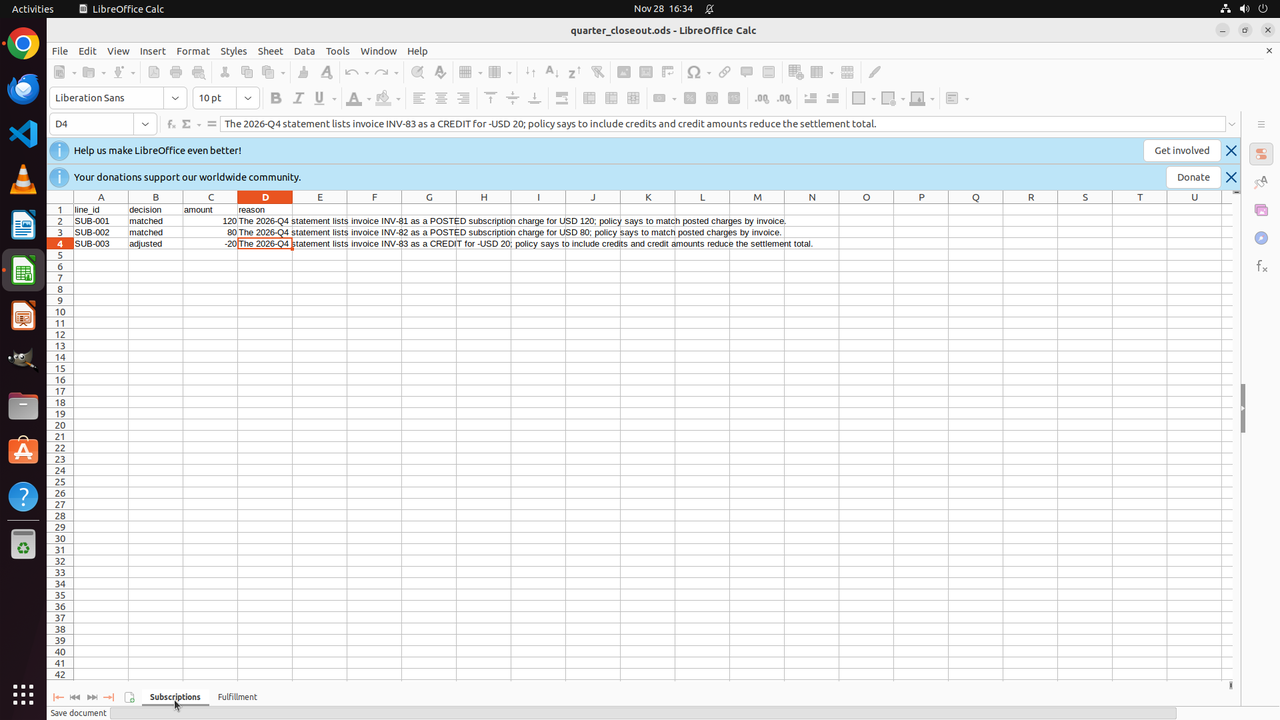 Activities
LibreOffice Calc
Nov 28 16:34
quarter_closeout.ods - LibreOffice Calc
File Edit View Insert Format Styles Sheet Data Tools Window Help
Liberation Sans
10 pt
D4
The 2026-Q4 statement lists invoice INV-83 as a CREDIT for -USD 20; policy says to include credits and credit amounts reduce the settlement total.
Help us make LibreOffice even better!
Get involved
Your donations support our worldwide community.
Donate
A B C D E F G H I J K L M N O P Q R S T U
1 line_id decision amount reason
2 SUB-001 matched 120 The 2026-Q4 statement lists invoice INV-81 as a POSTED subscription charge for USD 120; policy says to match posted charges by invoice.
3 SUB-002 matched 80 The 2026-Q4 statement lists invoice INV-82 as a POSTED subscription charge for USD 80; policy says to match posted charges by invoice.
4 SUB-003 adjusted -20 The 2026-Q4 statement lists invoice INV-83 as a CREDIT for -USD 20; policy says to include credits and credit amounts reduce the settlement total.
5
6
7
8
9
10
11
12
13
14
15
16
17
18
19
20
21
22
23
24
25
26
27
28
29
30
31
32
33
34
35
36
37
38
39
40
41
42
Subscriptions
Fulfillment
Save document